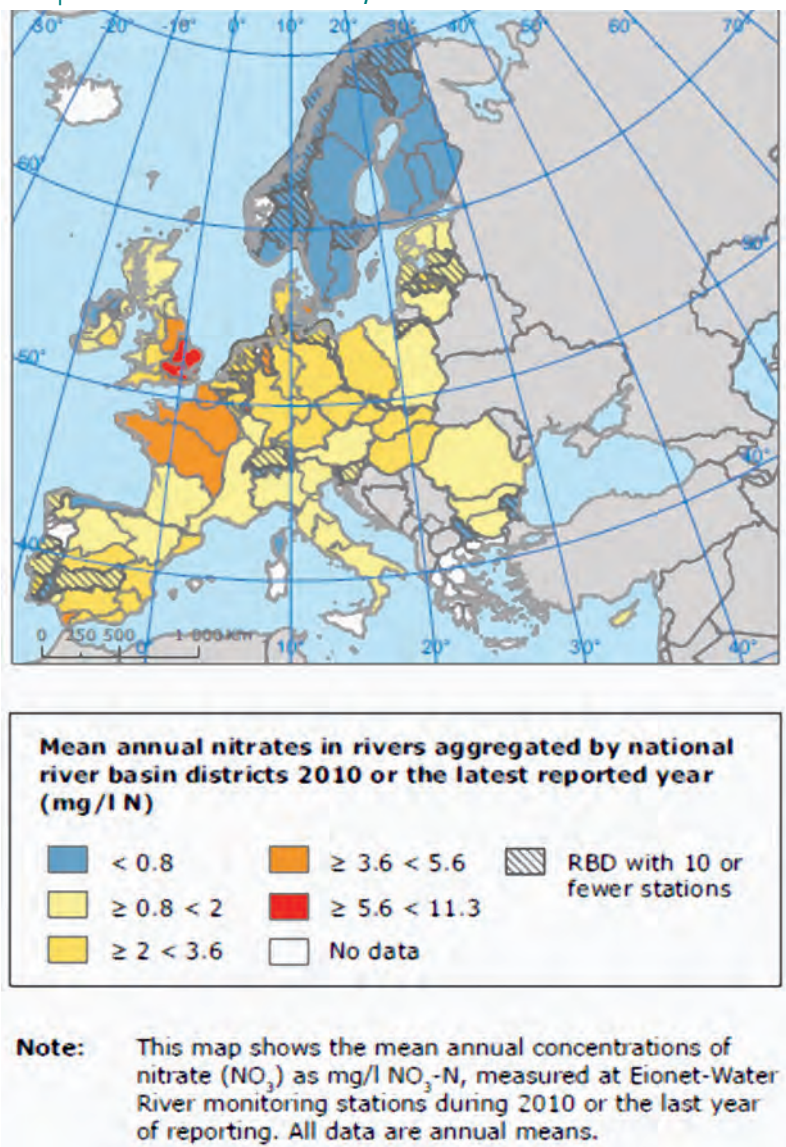 -30°
-20°
-10°
0°
10°
20°
30°
40°
50°
60°
70°
60°
50°
50°
40°
40°
0 250 500 1 000 Km
0°
10°
20°
30°
40°
Mean annual nitrates in rivers aggregated by national
river basin districts 2010 or the latest reported year
(mg/l N)
< 0.8
≥ 3.6 < 5.6
RBD with 10 or
fewer stations
≥ 0.8 < 2
≥ 5.6 < 11.3
≥ 2 < 3.6
No data
Note: This map shows the mean annual concentrations of
nitrate (NO₃) as mg/l NO₃-N, measured at Eionet-Water
River monitoring stations during 2010 or the last year
of reporting. All data are annual means.